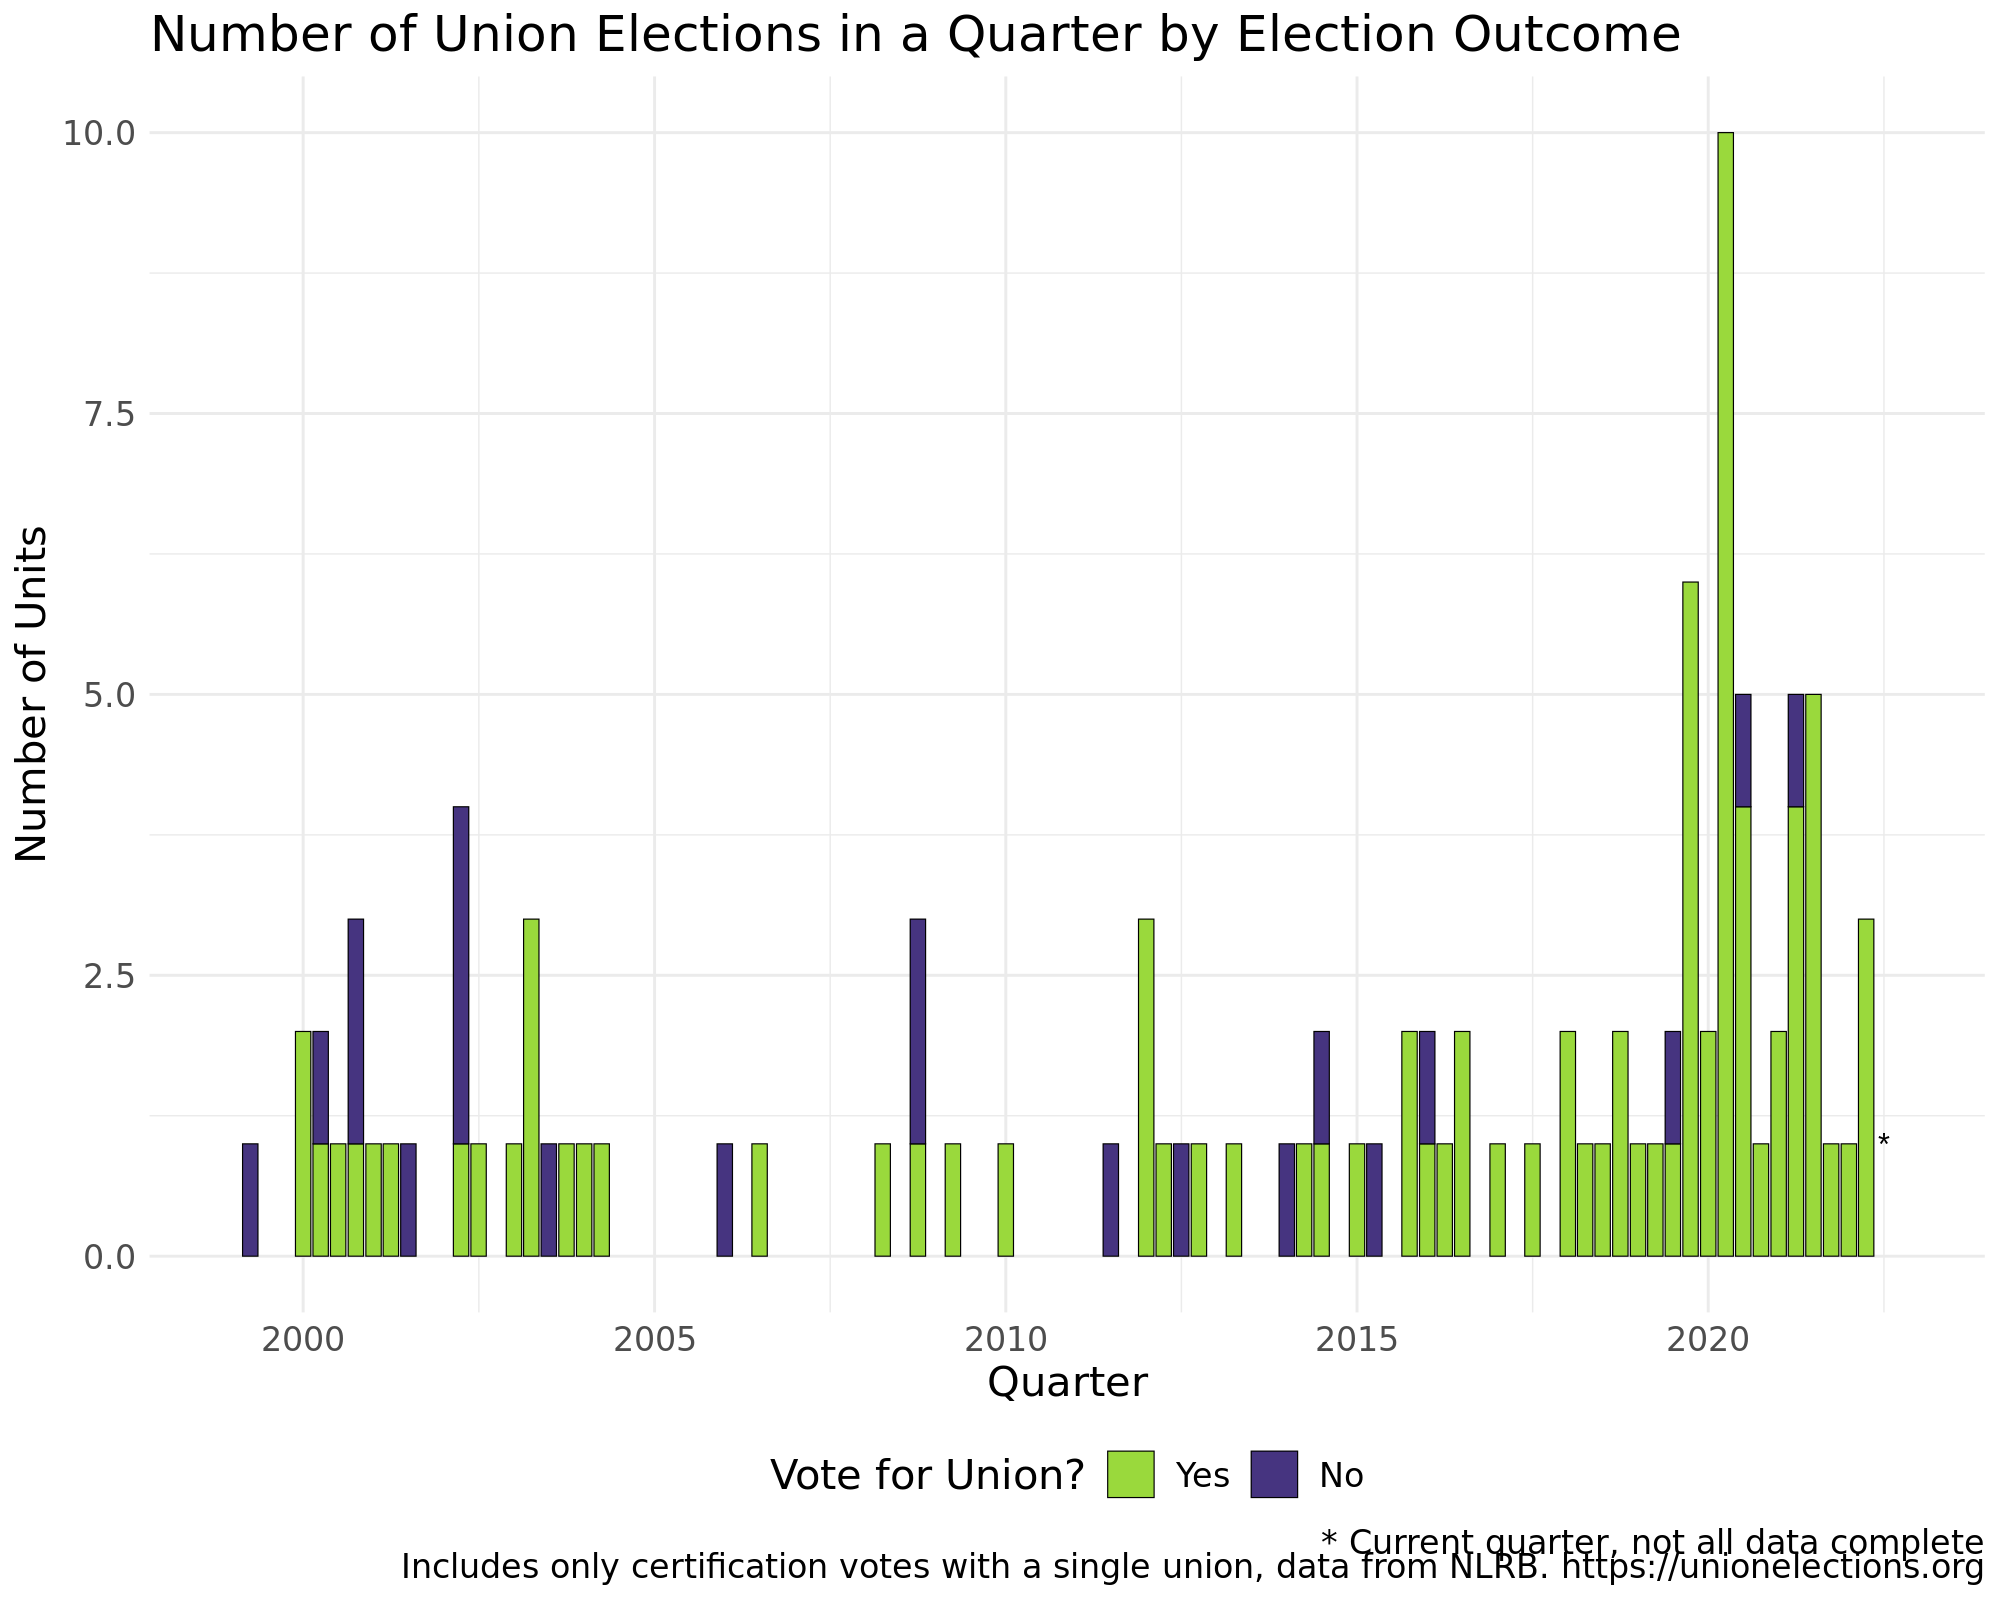 Number of Union Elections in a Quarter by Election Outcome
10.0
7.5
5.0
2.5
0.0
Number of Units
*
2000 2005 2010 2015 2020
Quarter
Vote for Union? Yes No
* Current quarter, not all data complete
Includes only certification votes with a single union, data from NLRB. https://unionelections.org